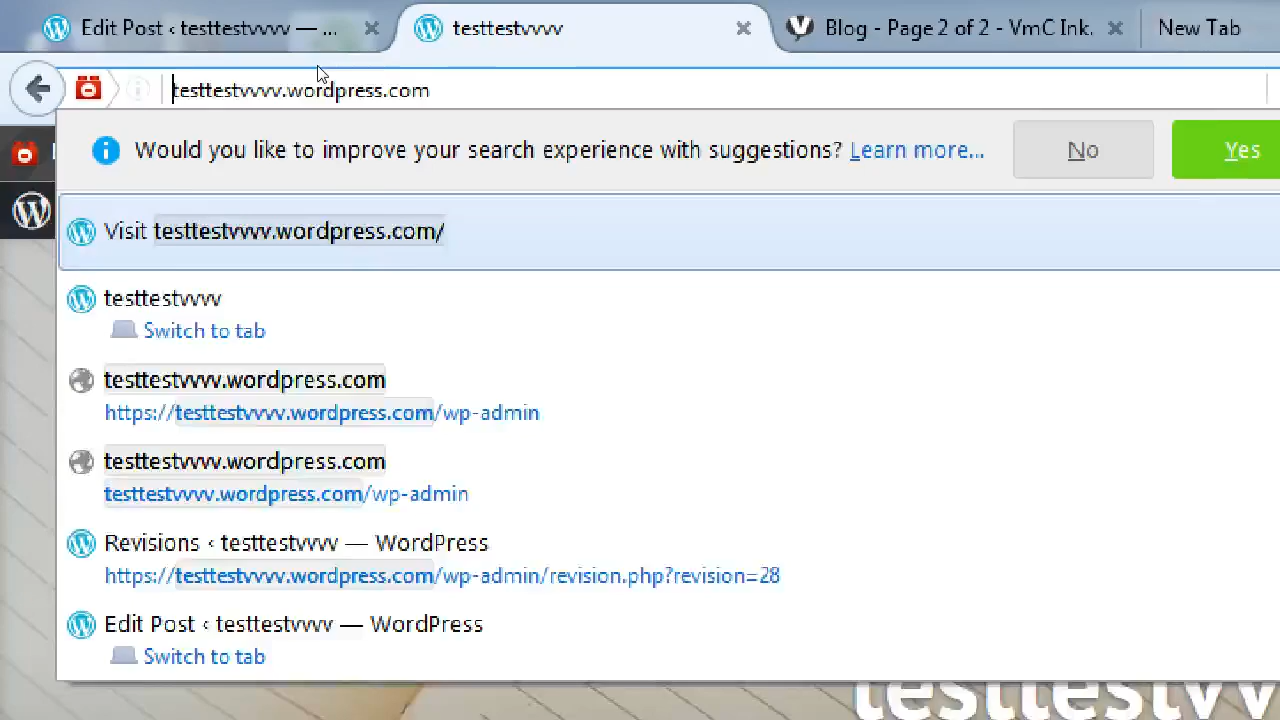 Edit Post ‹ testtestvvvv — ...
testtestvvvv
Blog - Page 2 of 2 - VmC Ink.
New Tab
testtestvvvv.wordpress.com
Would you like to improve your search experience with suggestions? Learn more...
No
Yes
Visit testtestvvvv.wordpress.com/
testtestvvvv
Switch to tab
testtestvvvv.wordpress.com
https://testtestvvvv.wordpress.com/wp-admin
testtestvvvv.wordpress.com
testtestvvvv.wordpress.com/wp-admin
Revisions ‹ testtestvvvv — WordPress
https://testtestvvvv.wordpress.com/wp-admin/revision.php?revision=28
Edit Post ‹ testtestvvvv — WordPress
Switch to tab